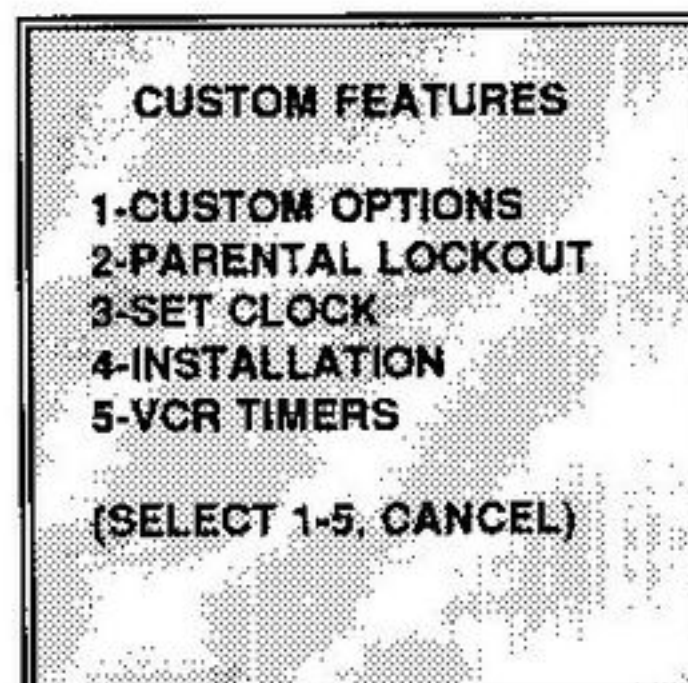 CUSTOM FEATURES
1-CUSTOM OPTIONS
2-PARENTAL LOCKOUT
3-SET CLOCK
4-INSTALLATION
5-VCR TIMERS
(SELECT 1-5, CANCEL)